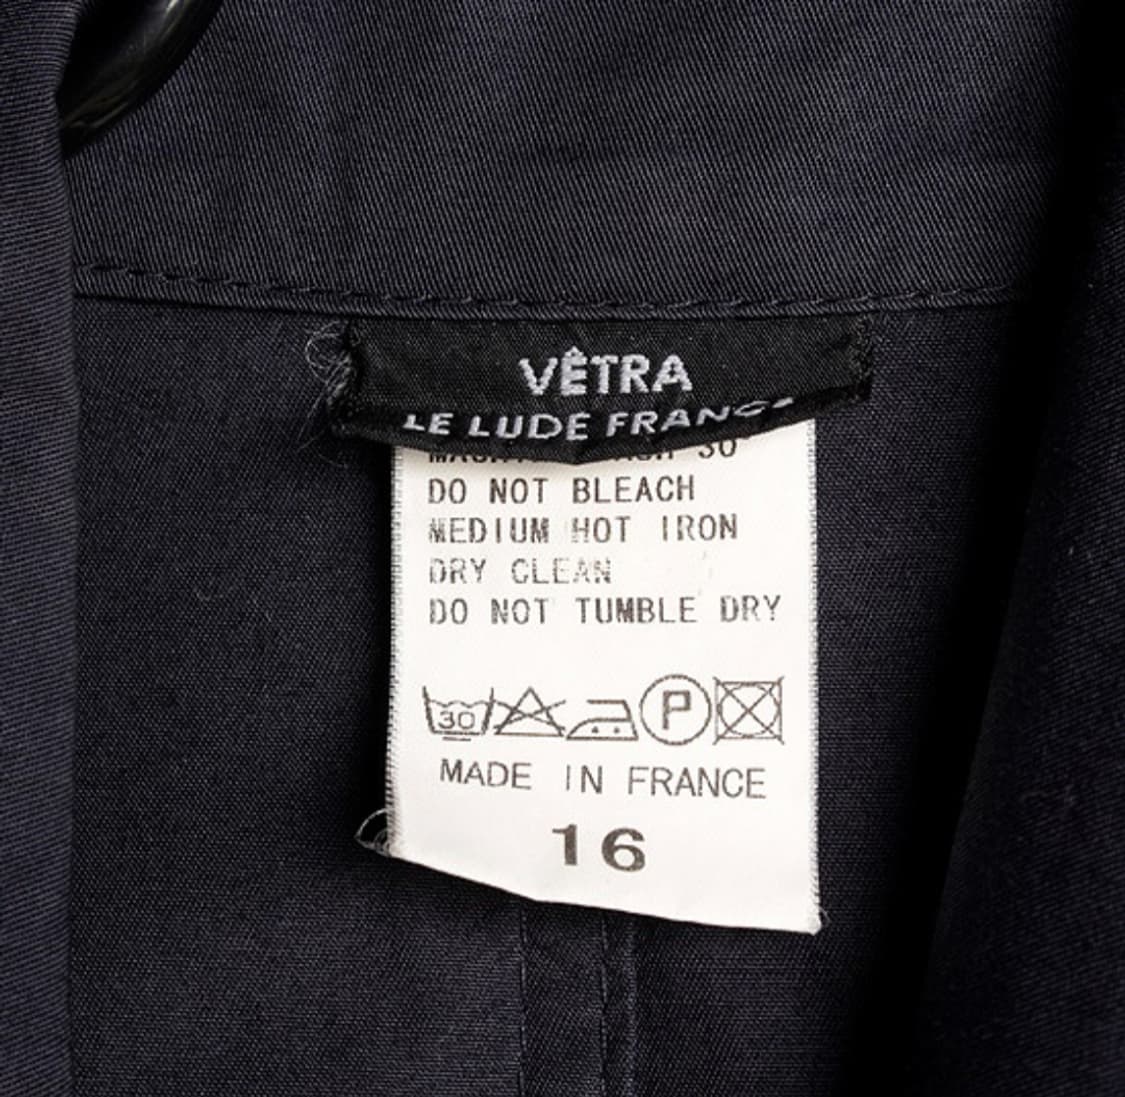 VÊTRA
LE LUDE FRANCE
30°
DO NOT BLEACH
MEDIUM HOT IRON
DRY CLEAN
DO NOT TUMBLE DRY
30 P
MADE IN FRANCE
16